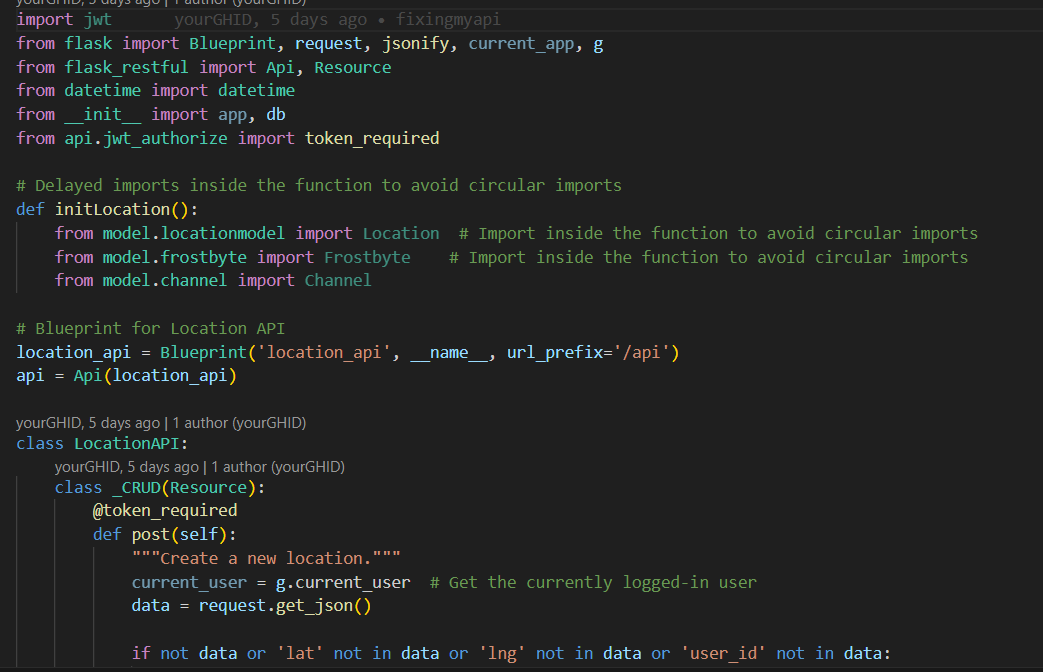 yourGHID, 5 days ago | 1 author (yourGHID)
import jwt yourGHID, 5 days ago • fixingmyapi
from flask import Blueprint, request, jsonify, current_app, g
from flask_restful import Api, Resource
from datetime import datetime
from __init__ import app, db
from api.jwt_authorize import token_required
# Delayed imports inside the function to avoid circular imports
def initLocation():
    from model.locationmodel import Location  # Import inside the function to avoid circular imports
    from model.frostbyte import Frostbyte    # Import inside the function to avoid circular imports
    from model.channel import Channel
# Blueprint for Location API
location_api = Blueprint('location_api', __name__, url_prefix='/api')
api = Api(location_api)
yourGHID, 5 days ago | 1 author (yourGHID)
class LocationAPI:
    yourGHID, 5 days ago | 1 author (yourGHID)
    class _CRUD(Resource):
        @token_required
        def post(self):
            """Create a new location."""
            current_user = g.current_user  # Get the currently logged-in user
            data = request.get_json()
            if not data or 'lat' not in data or 'lng' not in data or 'user_id' not in data: